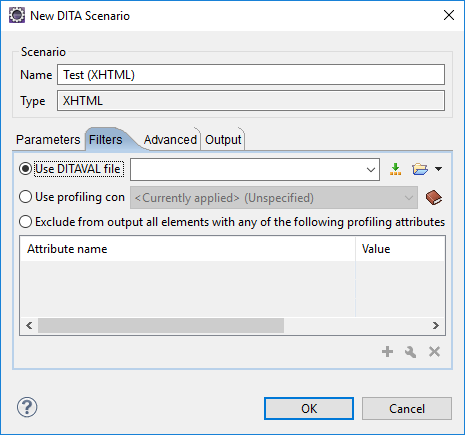 New DITA Scenario
Scenario
Name Test (XHTML)
Type XHTML
Parameters Filters Advanced Output
Use DITAVAL file
Use profiling con <Currently applied> (Unspecified)
Exclude from output all elements with any of the following profiling attributes
Attribute name Value
OK Cancel